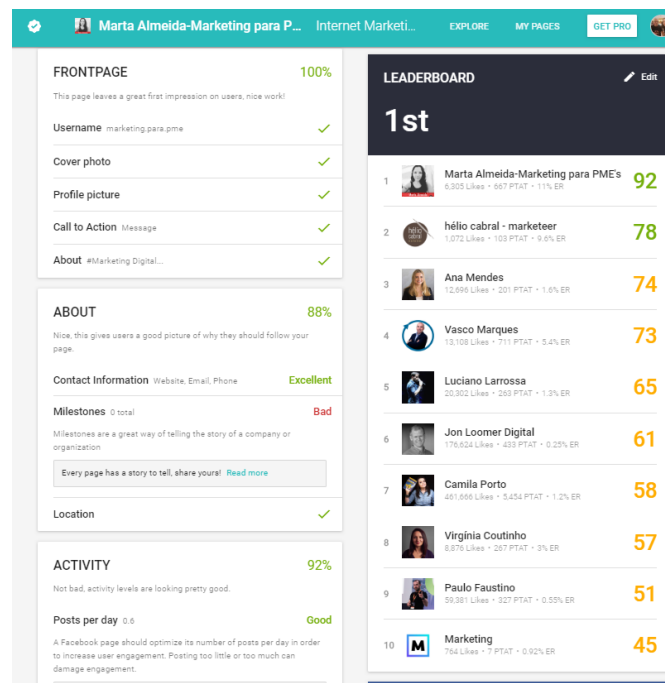 Marta Almeida-Marketing para P... Internet Marketi... EXPLORE MY PAGES GET PRO
FRONTPAGE 100%
This page leaves a great first impression on users, nice work!
Username marketing.para.pme
Cover photo
Profile picture
Call to Action Message
About #Marketing Digital...
ABOUT 88%
Nice, this gives users a good picture of why they should follow your
page.
Contact Information Website, Email, Phone Excellent
Milestones 0 total Bad
Milestones are a great way of telling the story of a company or
organization
Every page has a story to tell, share yours! Read more
Location
ACTIVITY 92%
Not bad, activity levels are looking pretty good.
Posts per day 0.6 Good
A Facebook page should optimize its number of posts per day in order
to increase user engagement. Posting too little or too much can
damage engagement.
LEADERBOARD Edit
1st
1 Marta Almeida-Marketing para PME's 92
6,305 Likes • 667 PTAT • 11% ER
2 hélio cabral - marketeer 78
1,072 Likes • 103 PTAT • 9.6% ER
3 Ana Mendes 74
12,696 Likes • 201 PTAT • 1.6% ER
4 Vasco Marques 73
13,108 Likes • 711 PTAT • 5.4% ER
5 Luciano Larrossa 65
20,302 Likes • 263 PTAT • 1.3% ER
6 Jon Loomer Digital 61
176,624 Likes • 433 PTAT • 0.25% ER
7 Camila Porto 58
461,666 Likes • 5,454 PTAT • 1.2% ER
8 Virgínia Coutinho 57
8,876 Likes • 267 PTAT • 3% ER
9 Paulo Faustino 51
59,381 Likes • 327 PTAT • 0.55% ER
10 Marketing 45
764 Likes • 7 PTAT • 0.92% ER